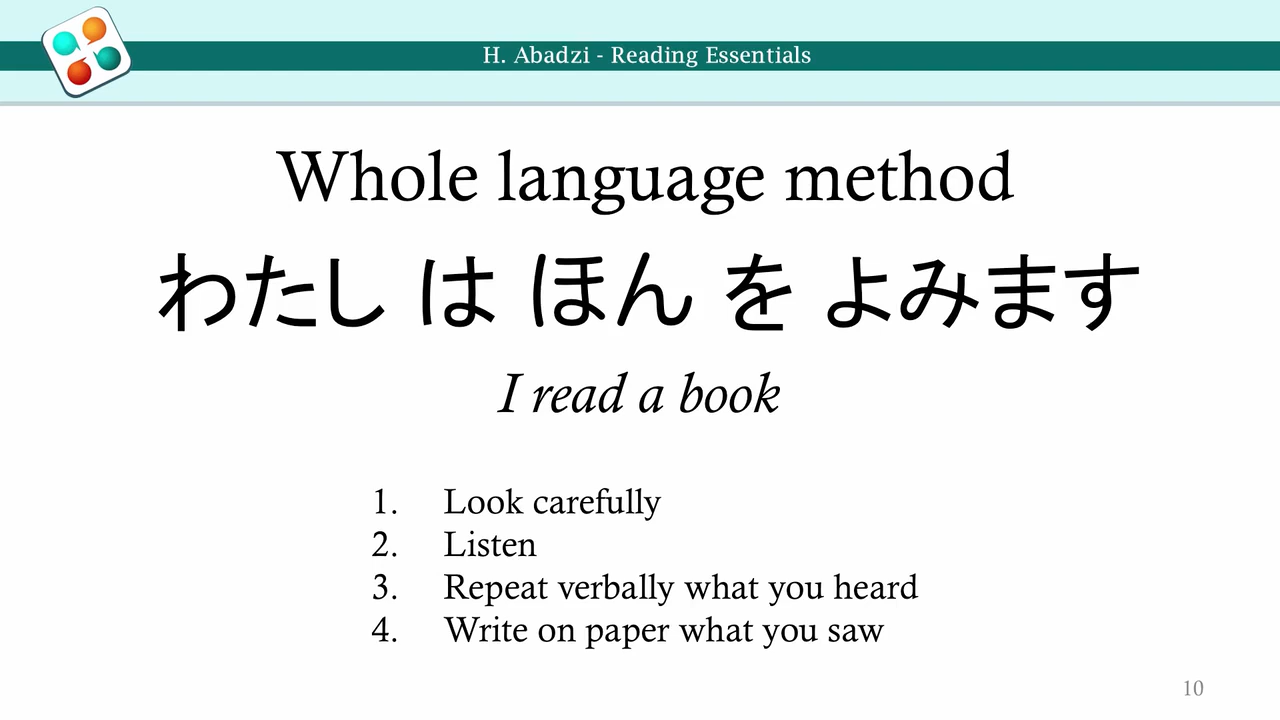 H. Abadzi - Reading Essentials
Whole language method
わたし は ほん を よみます
I read a book
1. Look carefully
2. Listen
3. Repeat verbally what you heard
4. Write on paper what you saw
10